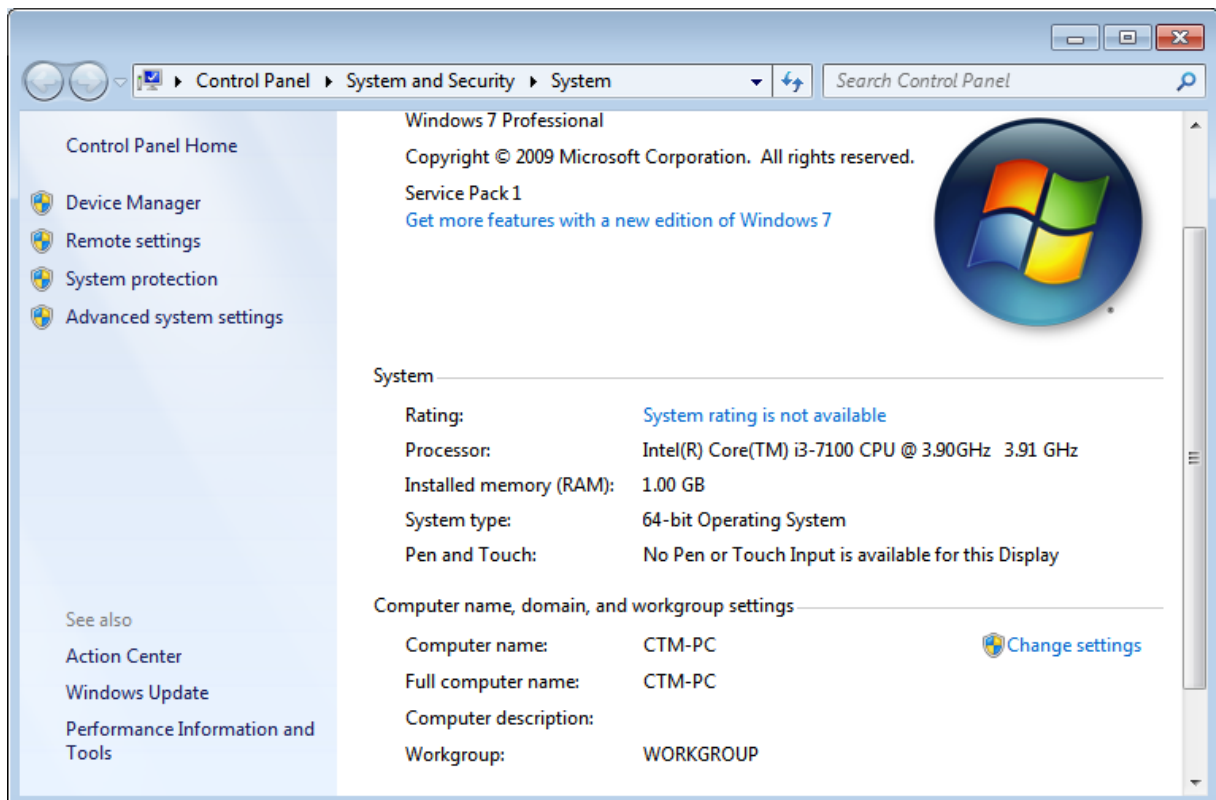 Control Panel System and Security System
Search Control Panel
Control Panel Home
Device Manager
Remote settings
System protection
Advanced system settings
See also
Action Center
Windows Update
Performance Information and
Tools
Windows 7 Professional
Copyright © 2009 Microsoft Corporation.  All rights reserved.
Service Pack 1
Get more features with a new edition of Windows 7
System
Rating: System rating is not available
Processor: Intel(R) Core(TM) i3-7100 CPU @ 3.90GHz   3.91 GHz
Installed memory (RAM): 1.00 GB
System type: 64-bit Operating System
Pen and Touch: No Pen or Touch Input is available for this Display
Computer name, domain, and workgroup settings
Computer name: CTM-PC Change settings
Full computer name: CTM-PC
Computer description:
Workgroup: WORKGROUP